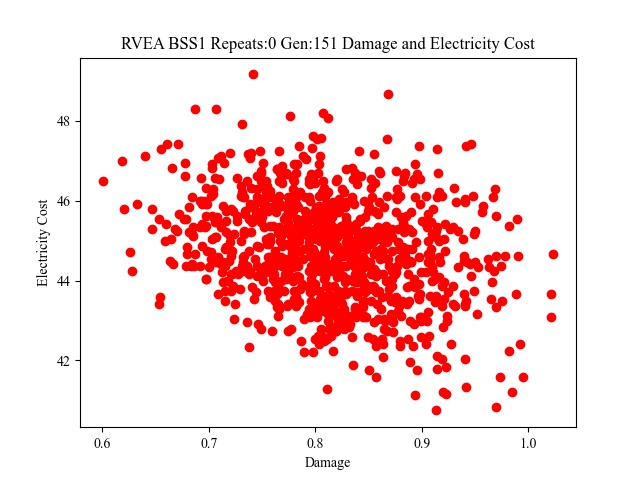 RVEA BSS1 Repeats:0 Gen:151 Damage and Electricity Cost
Electricity Cost
48
46
44
42
0.6 0.7 0.8 0.9 1.0
Damage